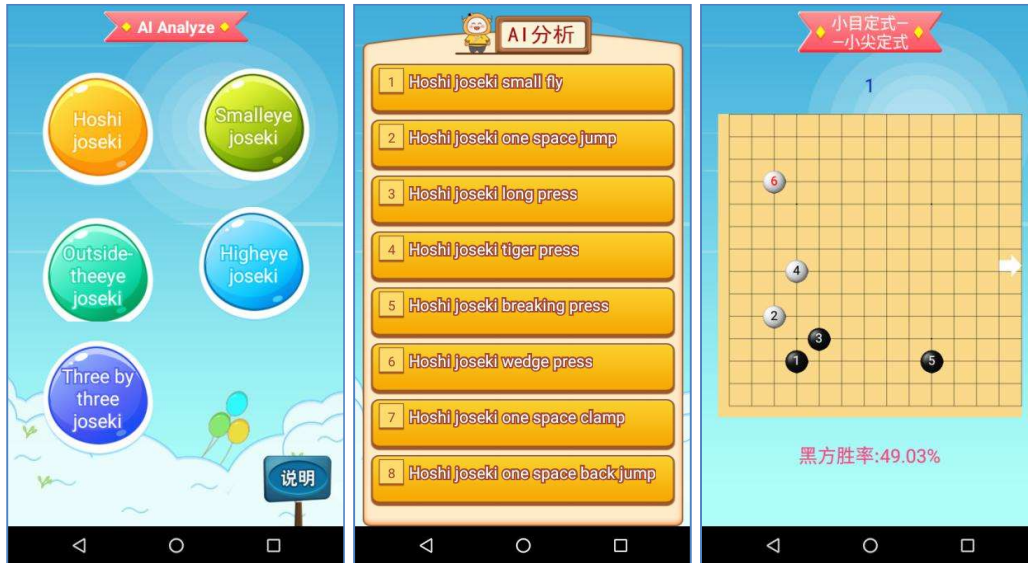 AI Analyze
Hoshi
joseki
Smalleye
joseki
Outside-
theeye
joseki
Higheye
joseki
Three by
three
joseki
说明
AI分析
1 Hoshi joseki small fly
2 Hoshi joseki one space jump
3 Hoshi joseki long press
4 Hoshi joseki tiger press
5 Hoshi joseki breaking press
6 Hoshi joseki wedge press
7 Hoshi joseki one space clamp
8 Hoshi joseki one space back jump
小目定式—
—小尖定式
1
6
4
2
3
1
5
黑方胜率:49.03%